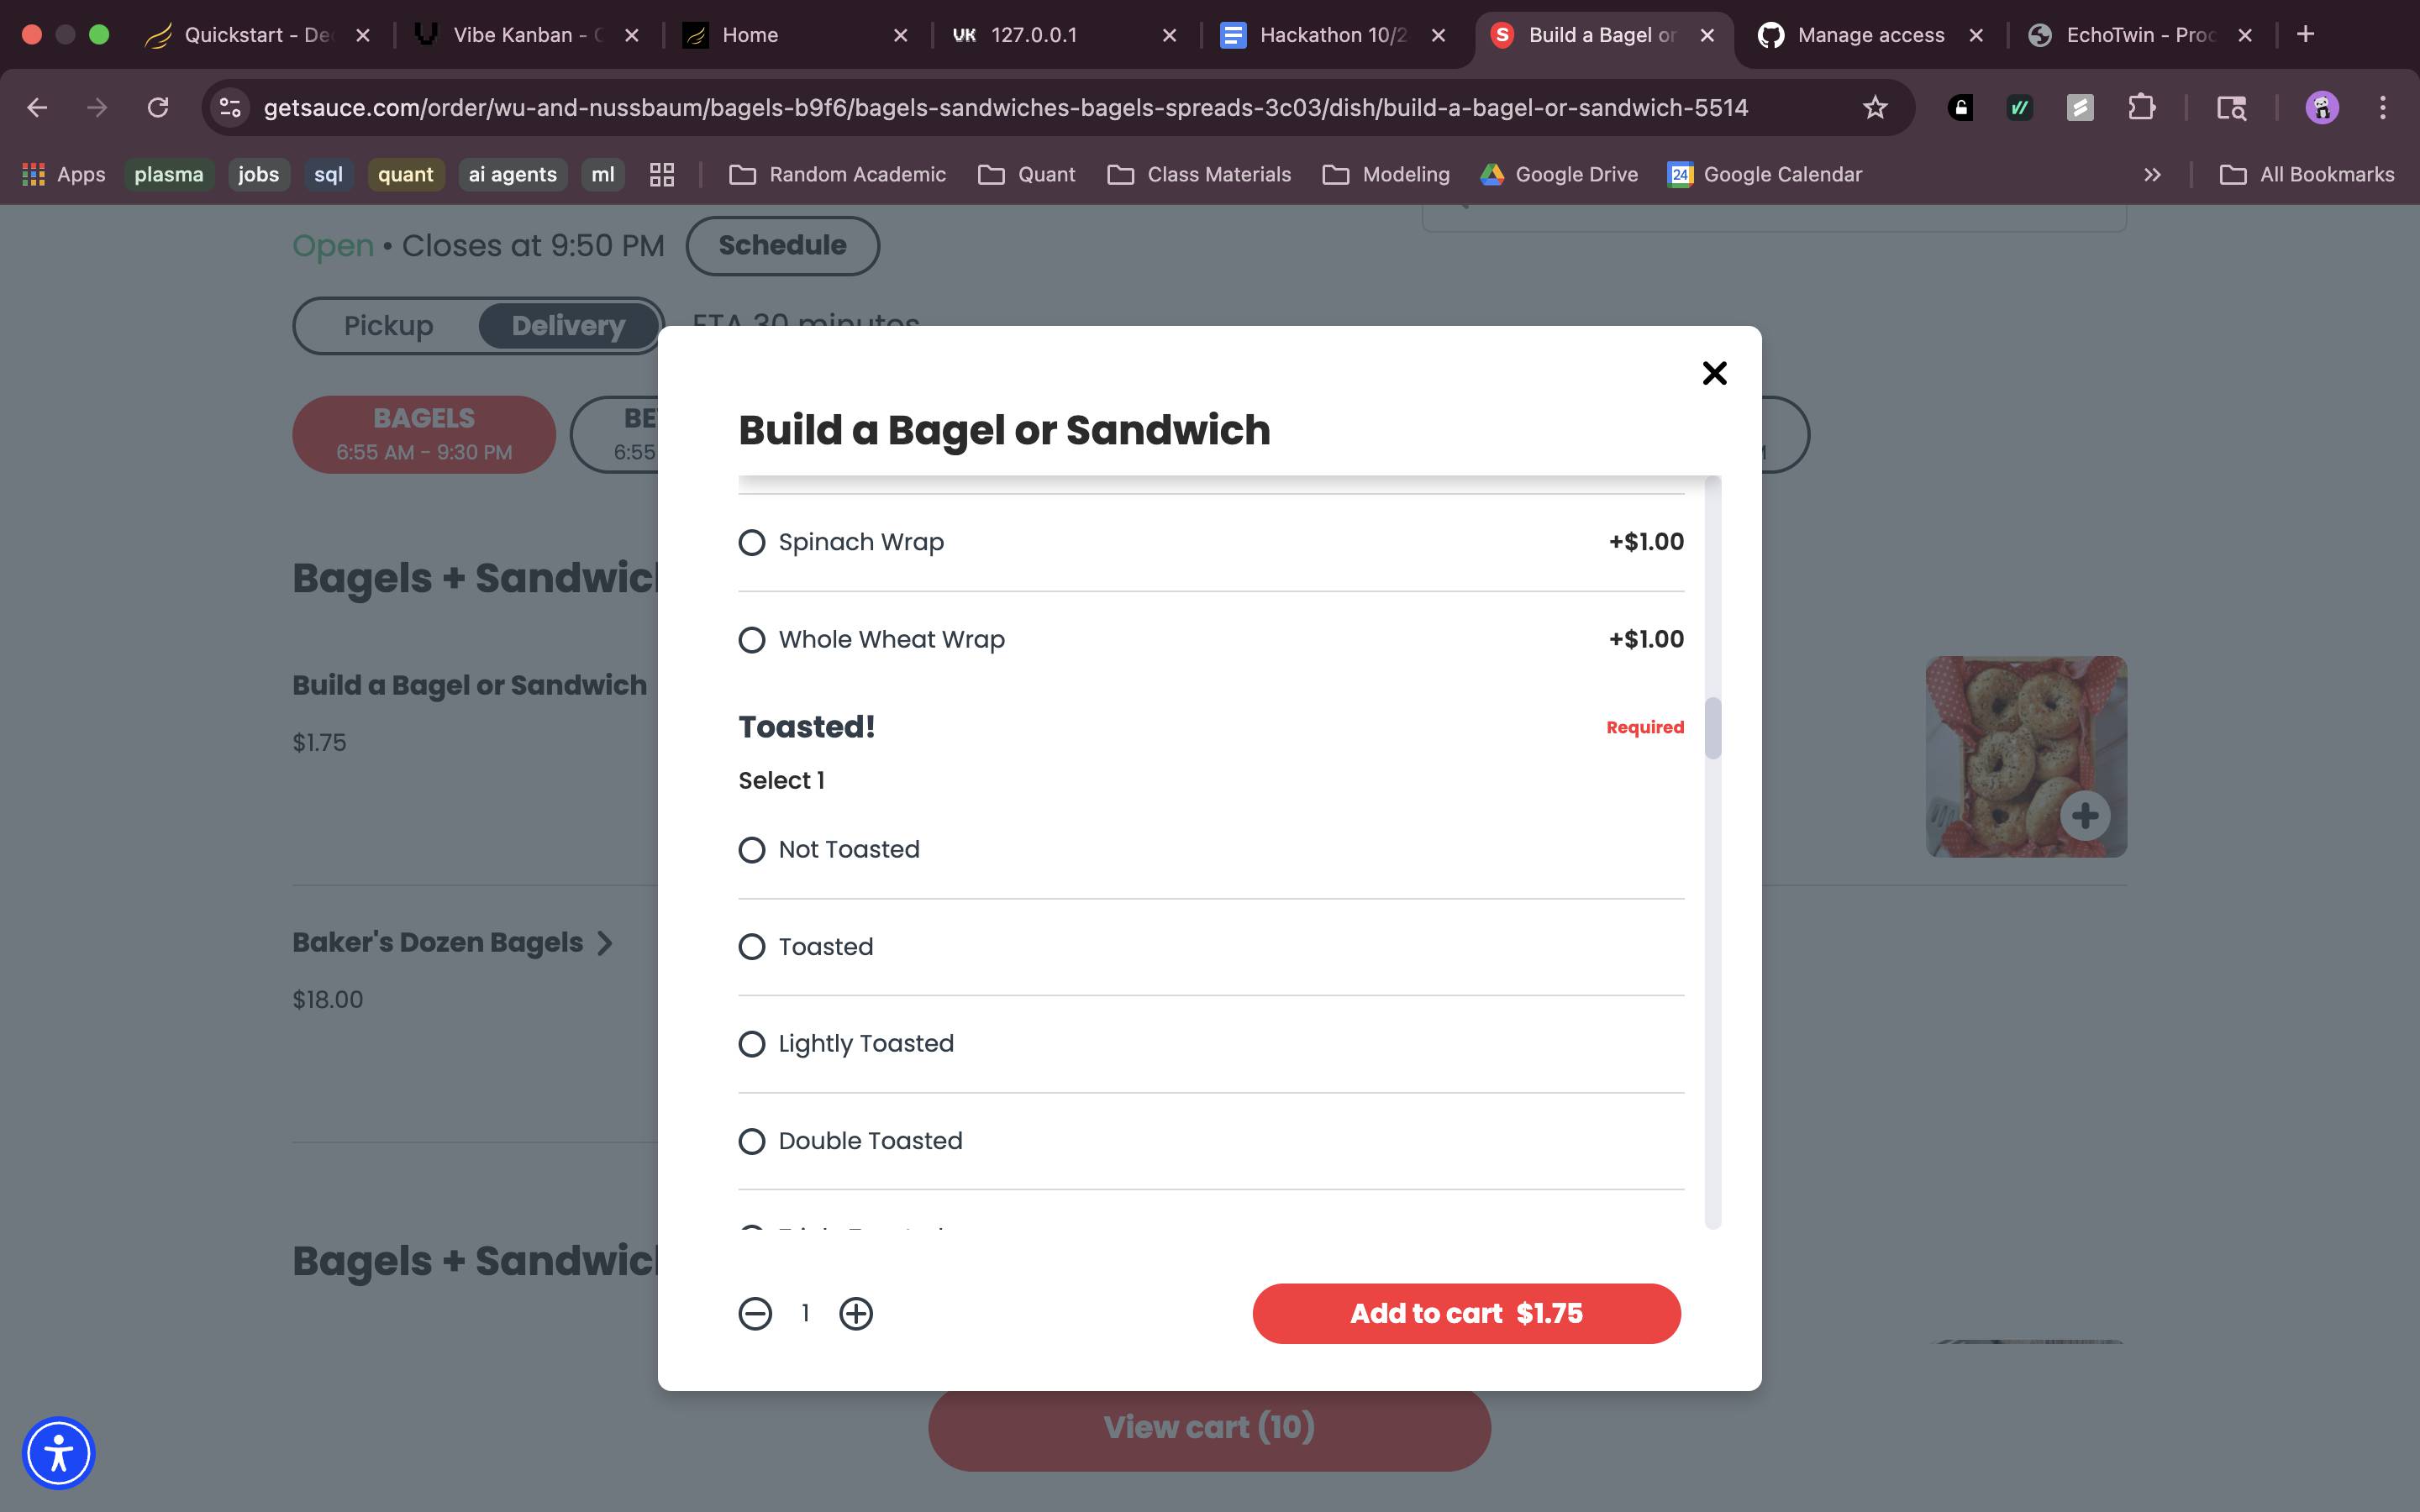 Quickstart - De
Vibe Kanban - C
Home
127.0.0.1
Hackathon 10/2
Build a Bagel or
Manage access
EchoTwin - Proc
getsauce.com/order/wu-and-nussbaum/bagels-b9f6/bagels-sandwiches-bagels-spreads-3c03/dish/build-a-bagel-or-sandwich-5514
Apps
plasma
jobs
sql
quant
ai agents
ml
Random Academic
Quant
Class Materials
Modeling
Google Drive
24
Google Calendar
All Bookmarks
Open • Closes at 9:50 PM
Schedule
Pickup
Delivery
ETA 30 minutes
BAGELS
6:55 AM - 9:30 PM
BE
6:55
Bagels + Sandwich
Build a Bagel or Sandwich
$1.75
Baker's Dozen Bagels
$18.00
Bagels + Sandwich
Build a Bagel or Sandwich
Spinach Wrap +$1.00
Whole Wheat Wrap +$1.00
Toasted! Required
Select 1
Not Toasted
Toasted
Lightly Toasted
Double Toasted
1
Add to cart $1.75
View cart (10)